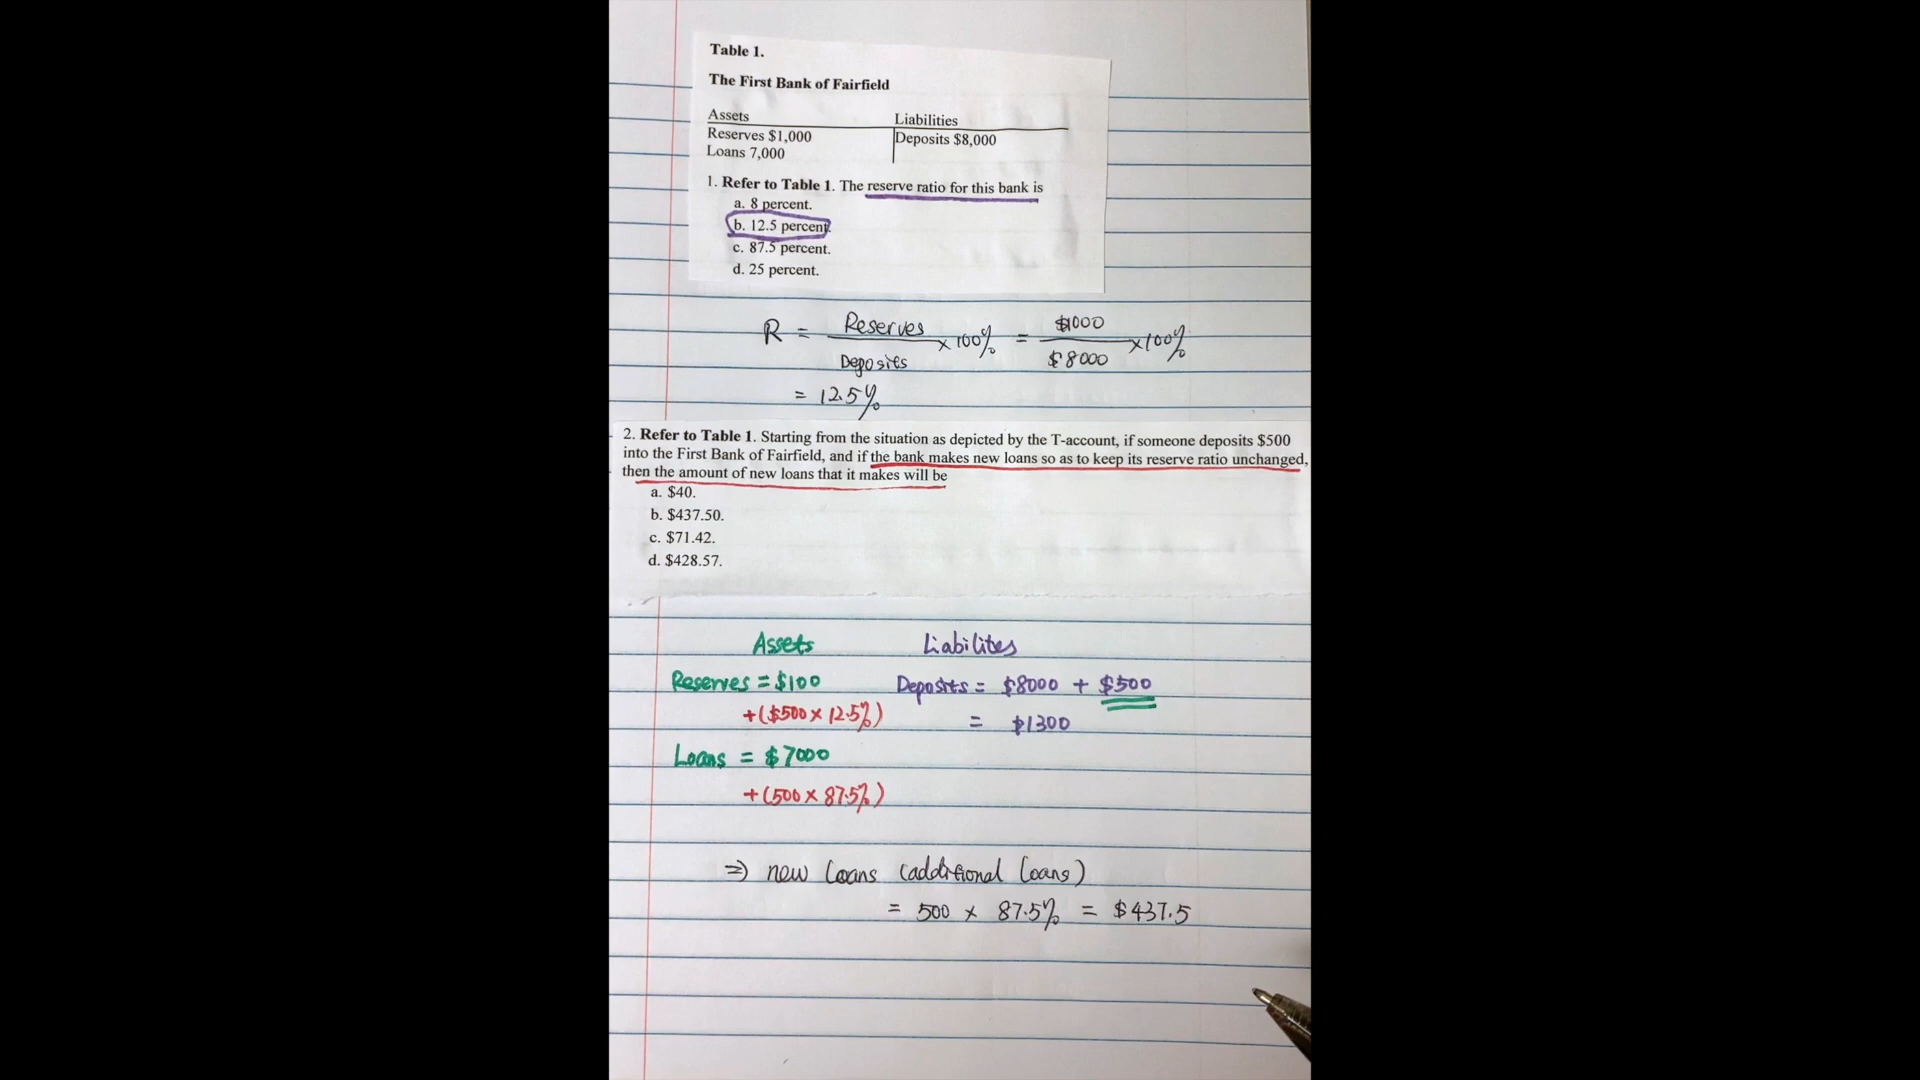 Table 1.
The First Bank of Fairfield
Assets Liabilities
Reserves $1,000 Deposits $8,000
Loans 7,000
1. Refer to Table 1. The reserve ratio for this bank is
a. 8 percent.
b. 12.5 percent.
c. 87.5 percent.
d. 25 percent.
R = Reserves / Deposits × 100% = $1000 / $8000 × 100%
= 12.5%
2. Refer to Table 1. Starting from the situation as depicted by the T-account, if someone deposits $500
into the First Bank of Fairfield, and if the bank makes new loans so as to keep its reserve ratio unchanged,
then the amount of new loans that it makes will be
a. $40.
b. $437.50.
c. $71.42.
d. $428.57.
Assets Liabilites
Reserves = $100 Deposits = $8000 + $500
+($500 × 12.5%) = $1300
Loans = $7000
+(500 × 87.5%)
⇒ new loans (additional loans)
= 500 × 87.5% = $437.5